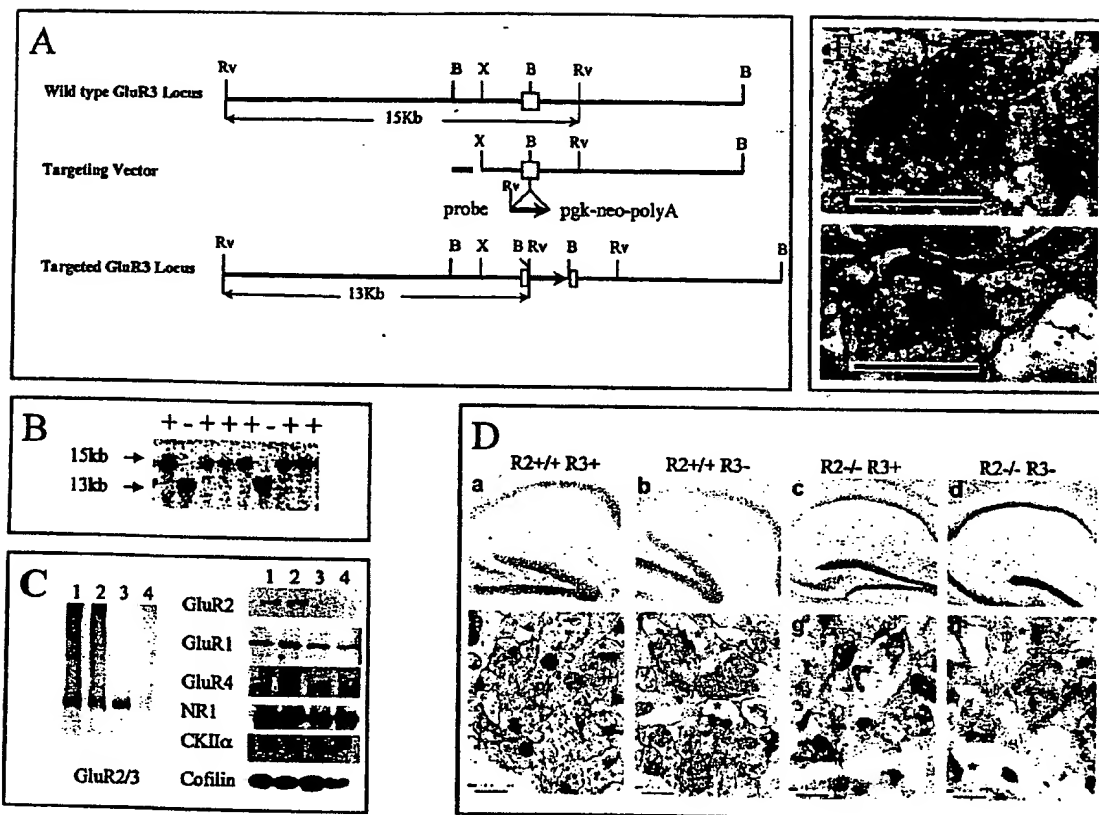 A
Rv B X B Rv B
Wild type GluR3 Locus
15Kb
X B Rv B
Targeting Vector
Rv
probe pgk-neo-polyA
Rv B X B Rv B Rv B
Targeted GluR3 Locus
13Kb
B
+ - + + + - + +
15kb
13kb
C
1 2 3 4
GluR2/3
1 2 3 4
GluR2
GluR1
GluR4
NR1
CKIIα
Cofilin
D
R2+/+ R3+ R2+/+ R3- R2-/- R3+ R2-/- R3-
a b c d
g